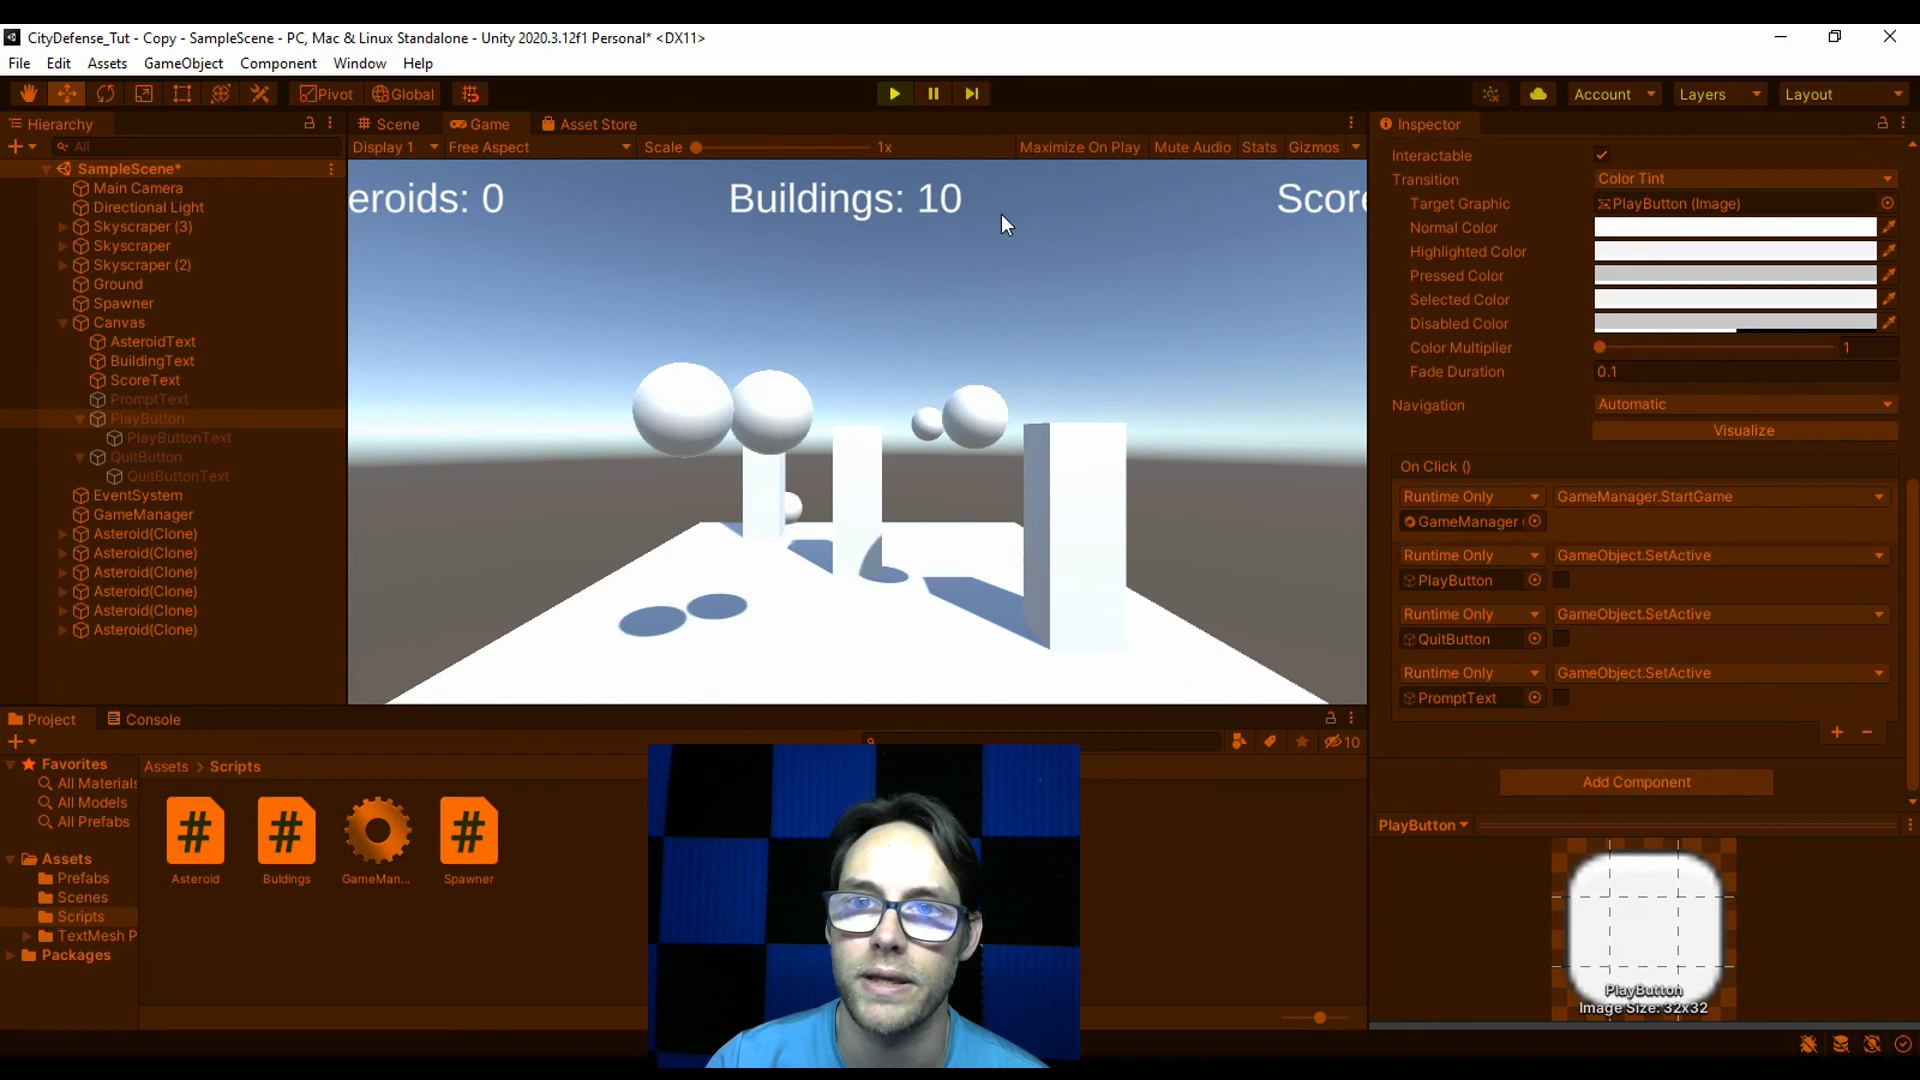 CityDefense_Tut - Copy - SampleScene - PC, Mac & Linux Standalone - Unity 2020.3.12f1 Personal* <DX11>
File Edit Assets GameObject Component Window Help
Pivot Global Account Layers Layout
Hierarchy
All
SampleScene*
Main Camera
Directional Light
Skyscraper (3)
Skyscraper
Skyscraper (2)
Ground
Spawner
Canvas
AsteroidText
BuildingText
ScoreText
PromptText
PlayButton
PlayButtonText
QuitButton
QuitButtonText
EventSystem
GameManager
Asteroid(Clone)
Asteroid(Clone)
Asteroid(Clone)
Asteroid(Clone)
Asteroid(Clone)
Asteroid(Clone)
Scene Game Asset Store
Display 1 Free Aspect Scale 1x Maximize On Play Mute Audio Stats Gizmos
eroids: 0 Buildings: 10 Score
Inspector
Interactable
Transition Color Tint
Target Graphic PlayButton (Image)
Normal Color
Highlighted Color
Pressed Color
Selected Color
Disabled Color
Color Multiplier 1
Fade Duration 0.1
Navigation Automatic
Visualize
On Click ()
Runtime Only GameManager.StartGame
GameManager (
Runtime Only GameObject.SetActive
PlayButton
Runtime Only GameObject.SetActive
QuitButton
Runtime Only GameObject.SetActive
PromptText
+ -
Add Component
PlayButton
PlayButton
Image Size: 32x32
Project Console
10
Favorites
All Materials
All Models
All Prefabs
Assets
Prefabs
Scenes
Scripts
TextMesh P
Packages
Assets > Scripts
# # #
Asteroid Buldings GameMan... Spawner